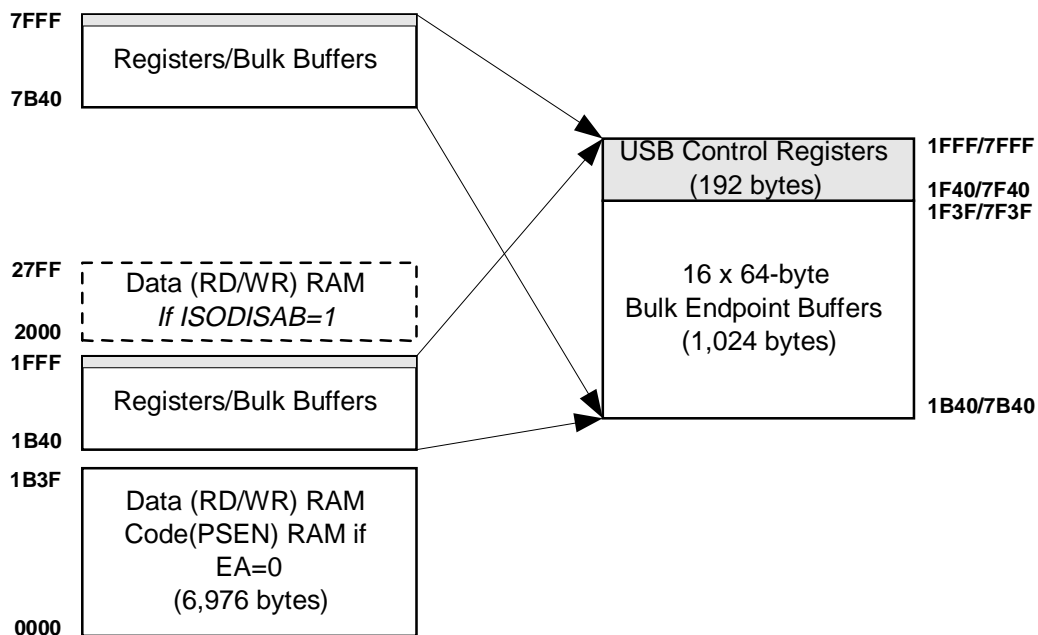 7FFF
Registers/Bulk Buffers
7B40
USB Control Registers
(192 bytes)
1FFF/7FFF
1F40/7F40
1F3F/7F3F
16 x 64-byte
Bulk Endpoint Buffers
(1,024 bytes)
1B40/7B40
27FF
Data (RD/WR) RAM
If ISODISAB=1
2000
1FFF
Registers/Bulk Buffers
1B40
1B3F
Data (RD/WR) RAM
Code(PSEN) RAM if
EA=0
(6,976 bytes)
0000